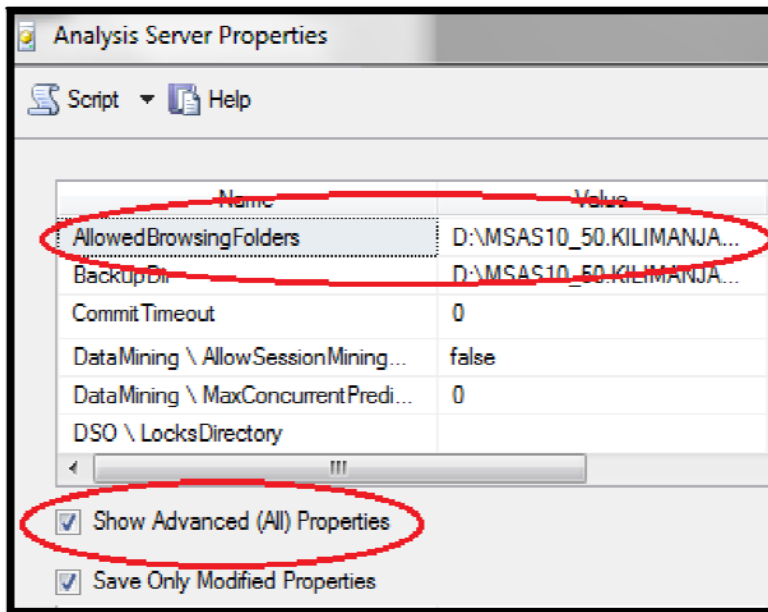 Analysis Server Properties
Script Help
Name Value
AllowedBrowsingFolders D:\MSAS10_50.KILIMANJA...
BackupDir D:\MSAS10_50.KILIMANJA...
CommitTimeout 0
DataMining \ AllowSessionMining... false
DataMining \ MaxConcurrentPredi... 0
DSO \ LocksDirectory
Show Advanced (All) Properties
Save Only Modified Properties